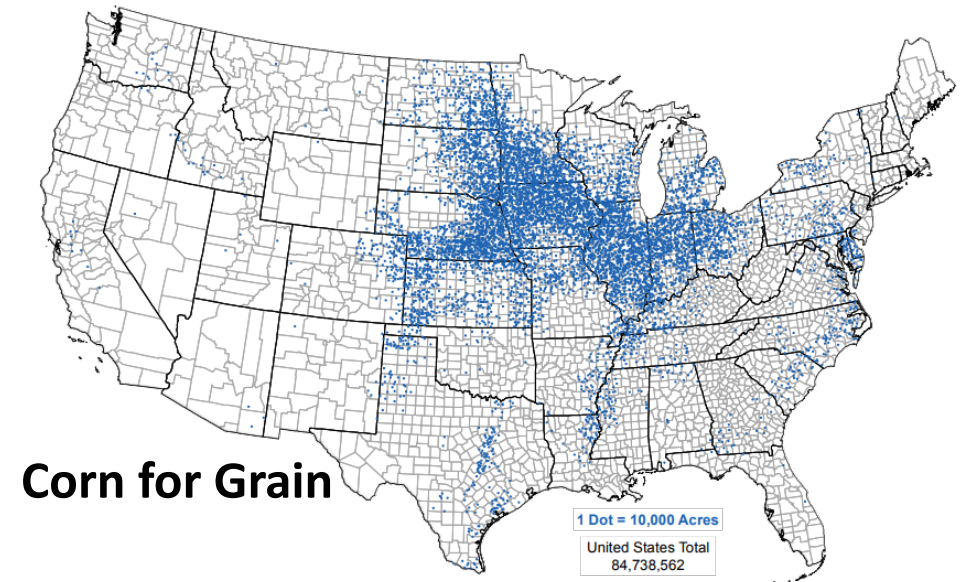 Corn for Grain
1 Dot = 10,000 Acres
United States Total
84,738,562